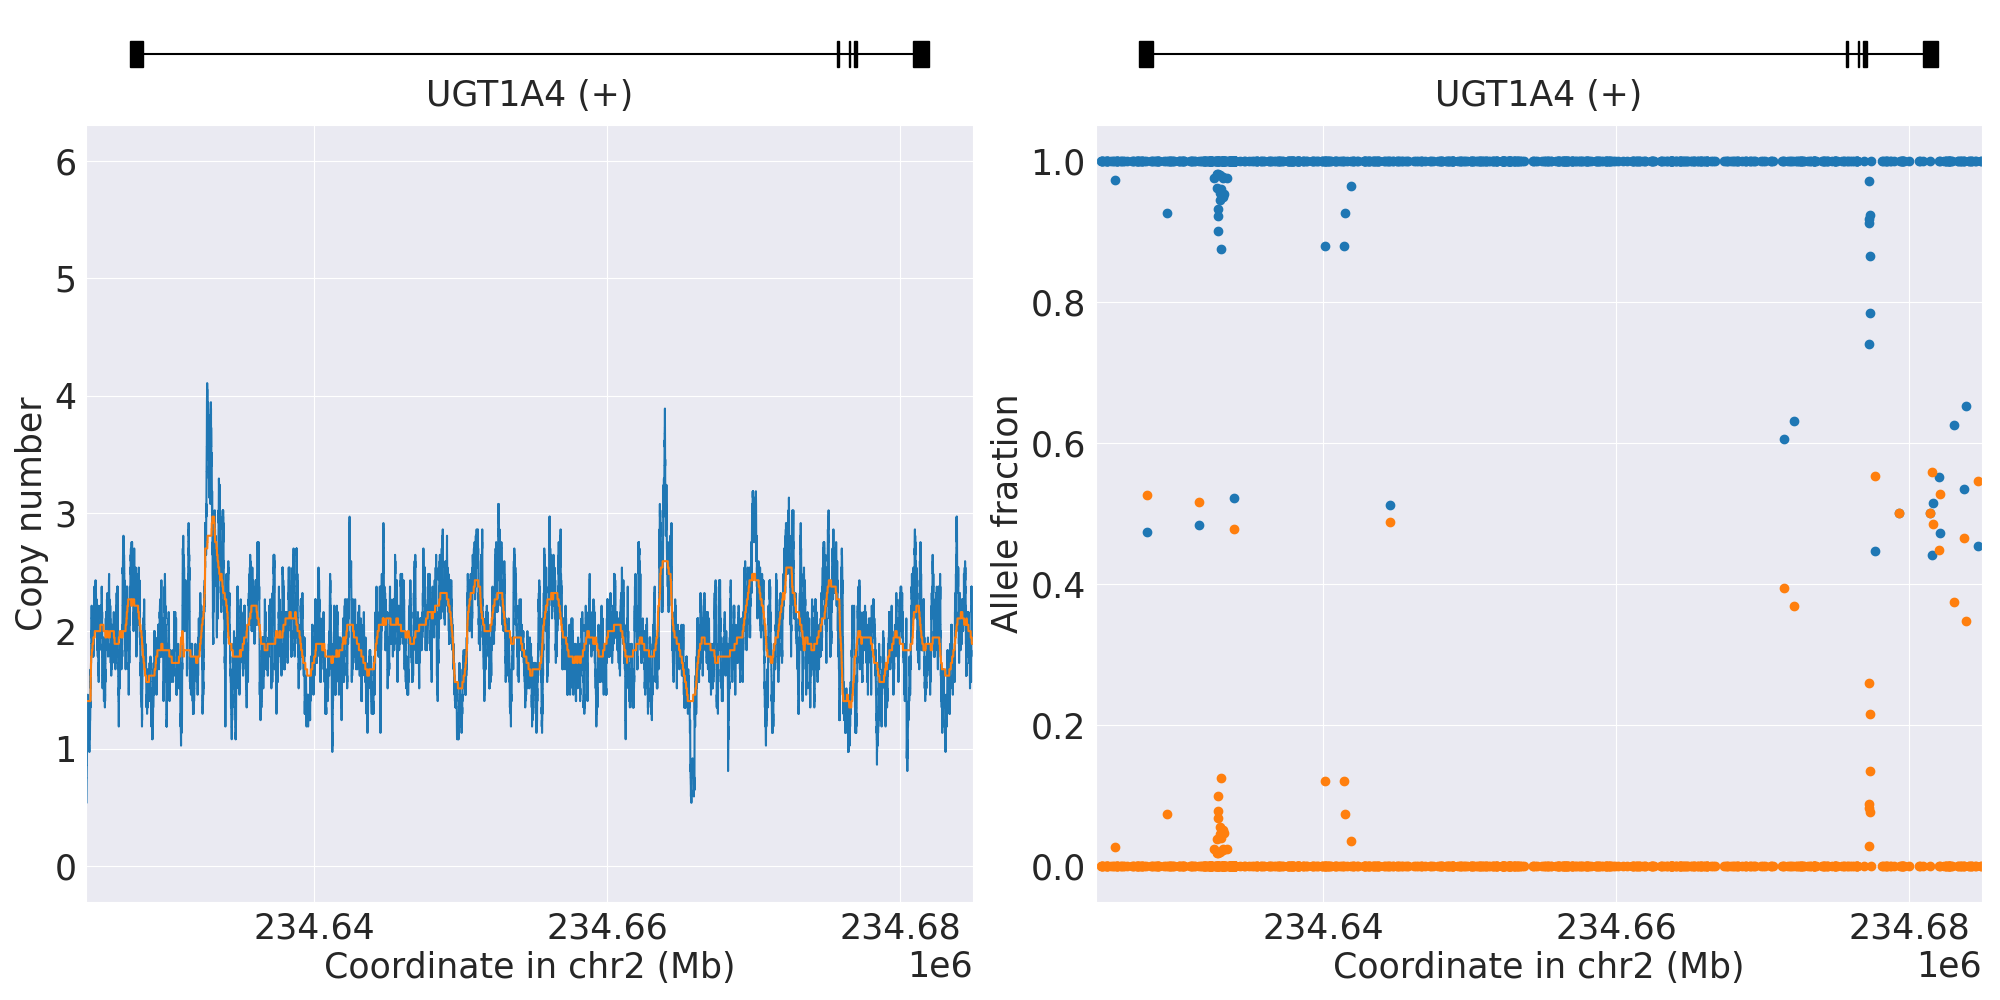 UGT1A4 (+)
6
5
4
3
2
1
0
Copy number
234.64 234.66 234.68
1e6
Coordinate in chr2 (Mb)
UGT1A4 (+)
1.0
0.8
0.6
0.4
0.2
0.0
Allele fraction
234.64 234.66 234.68
1e6
Coordinate in chr2 (Mb)